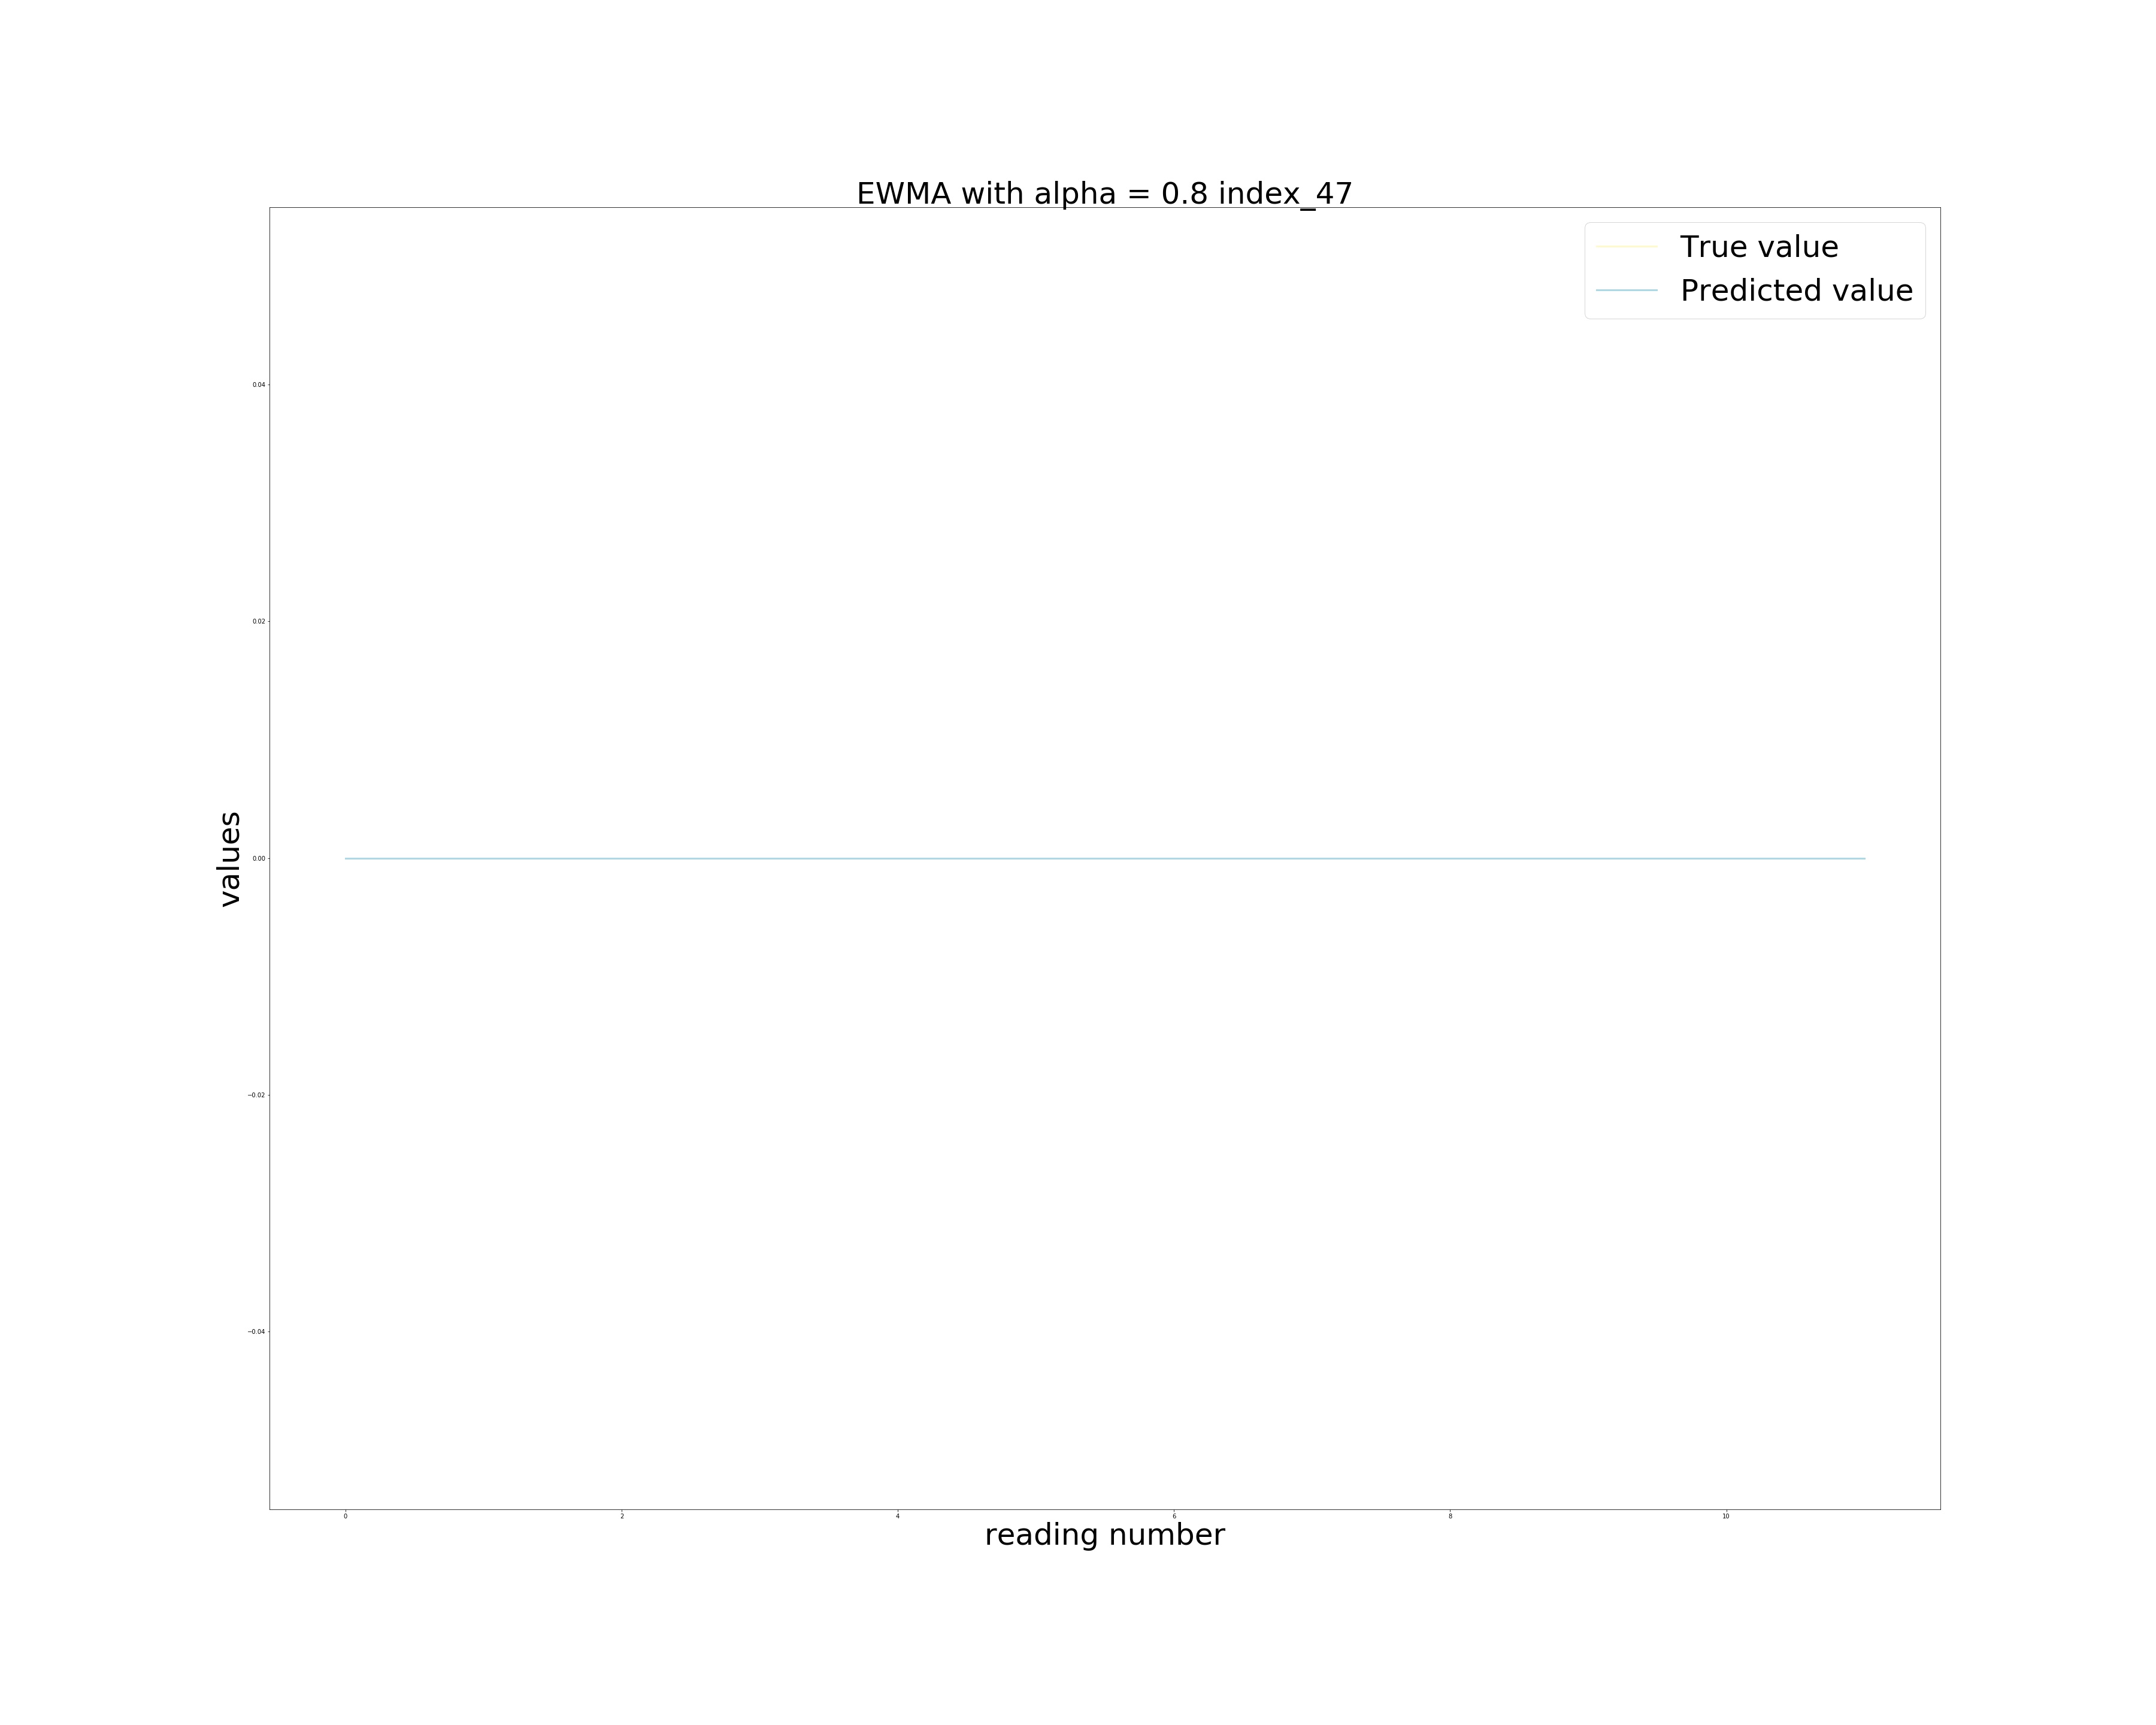 EWMA with alpha = 0.8 index_47
True value
Predicted value
0.04
0.02
0.00
−0.02
−0.04
values
0 2 4 6 8 10
reading number